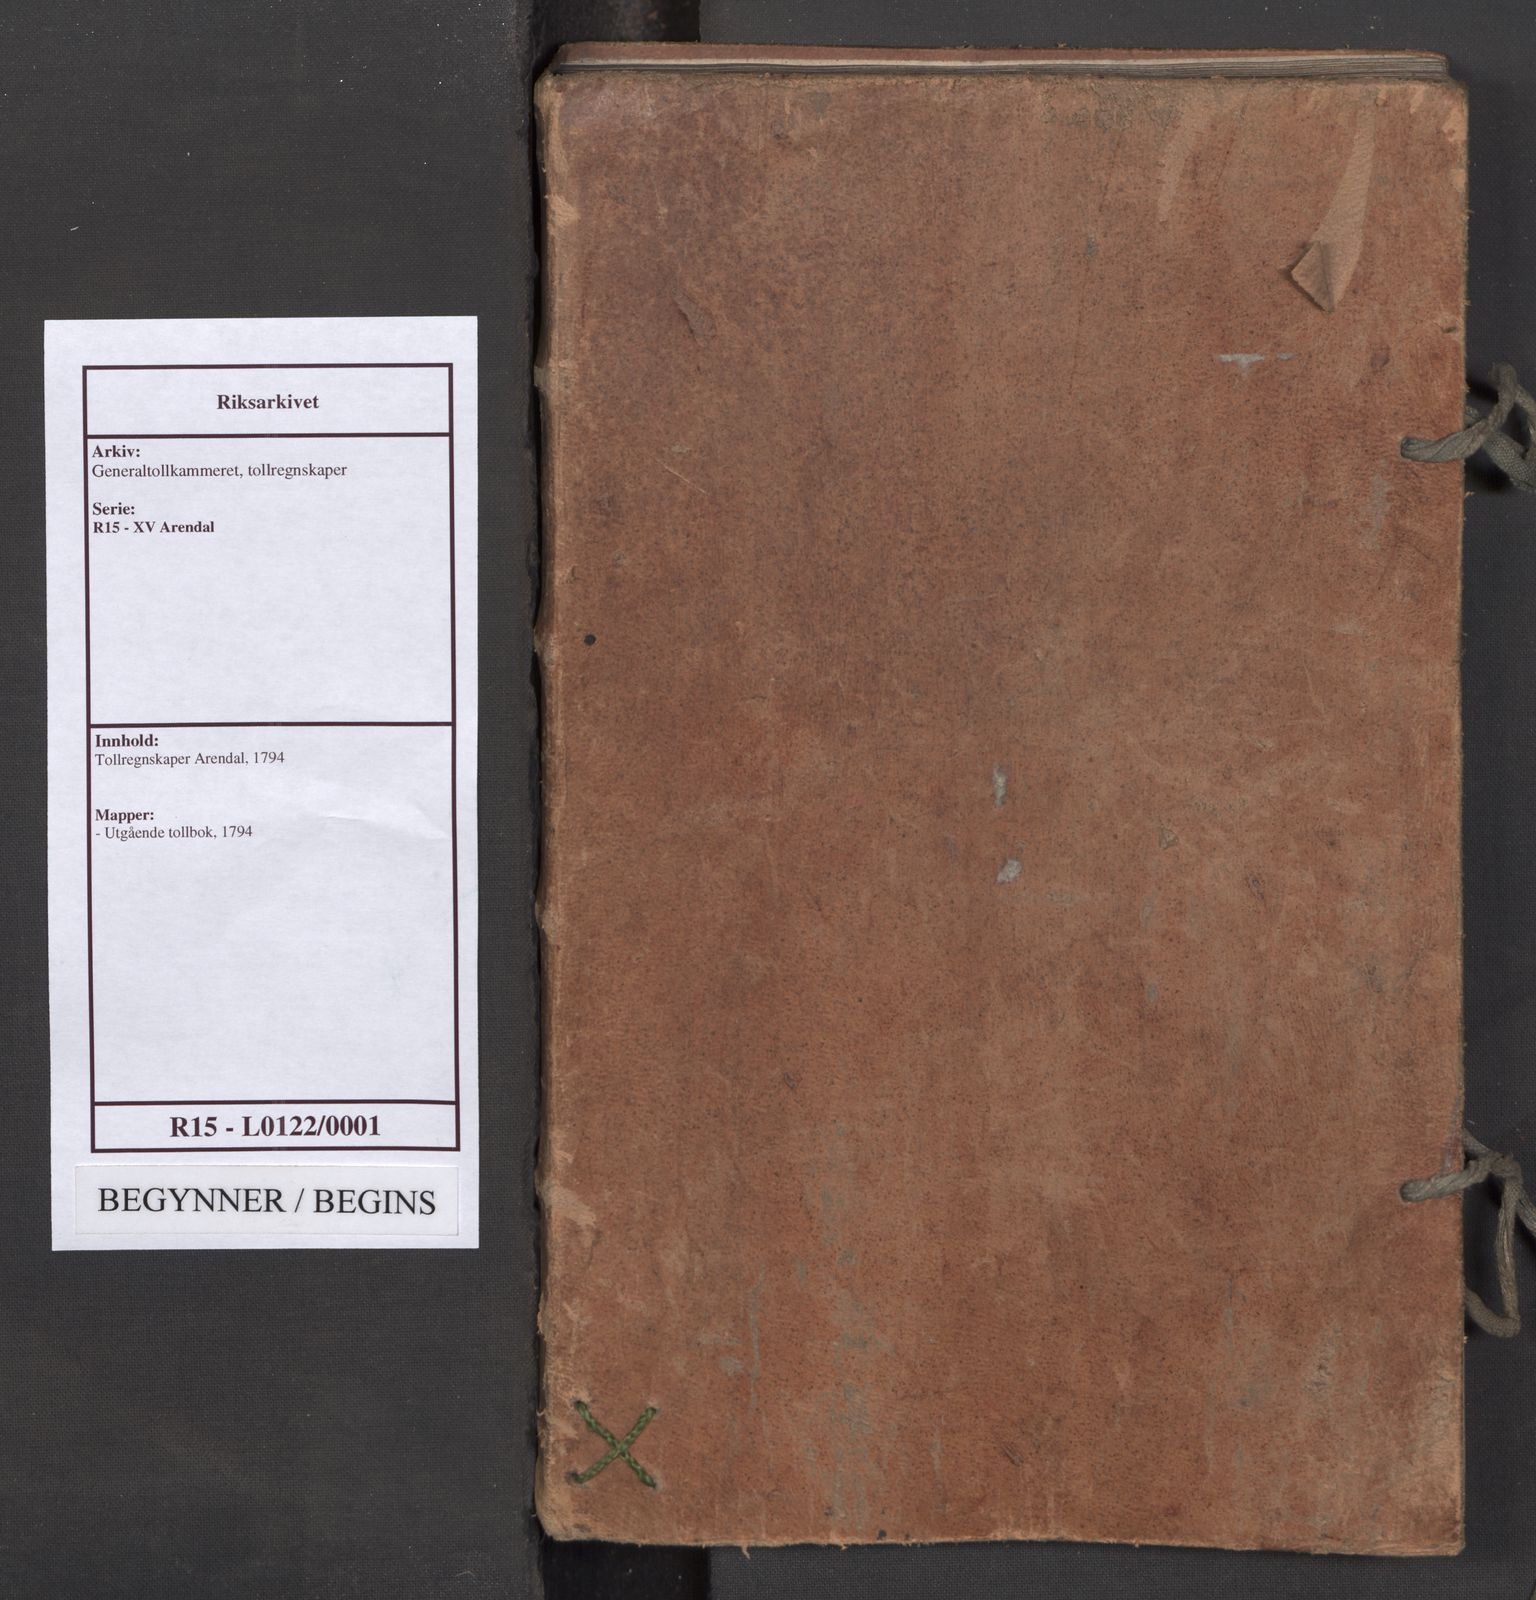 Riksarkivet
Arkiv:
Generaltollkammeret, tollregnskaper
Serie:
R15 - XV Arendal
Innhold:
Tollregnskaper Arendal, 1794
Mapper:
- Utgående tollbok, 1794
R15 - L0122/0001
BEGYNNER / BEGINS